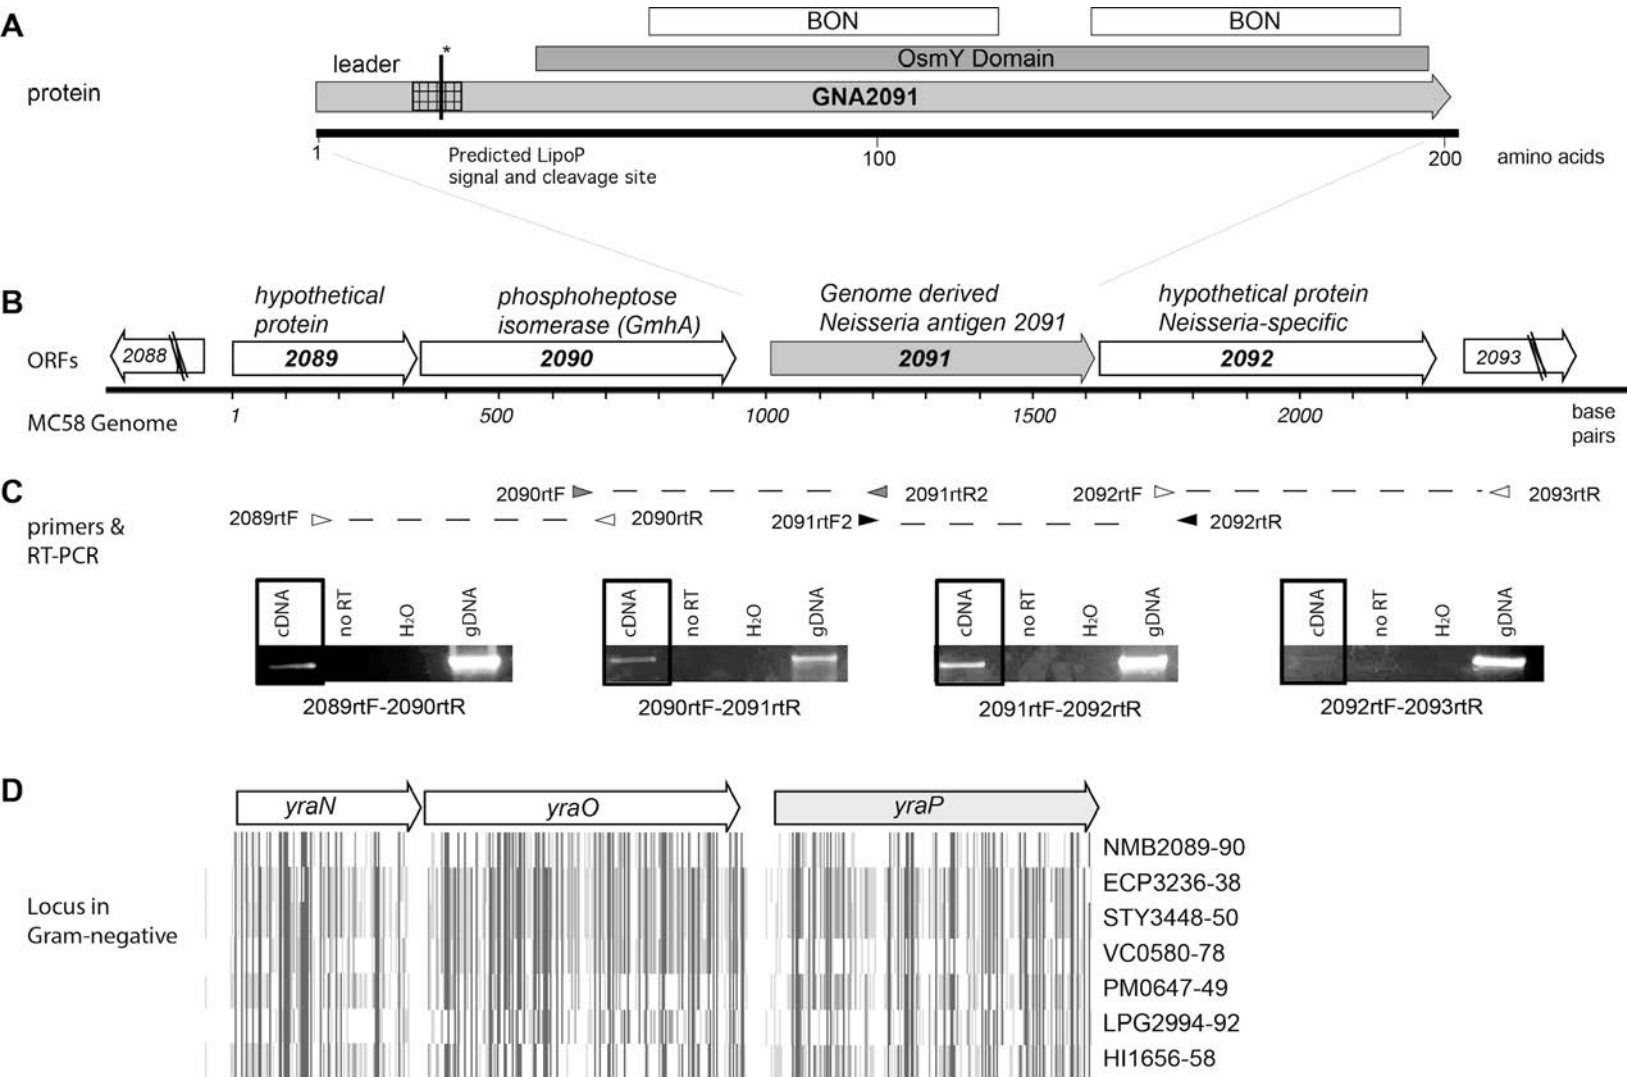 A
BON
BON
OsmY Domain
leader
*
protein
GNA2091
1
100
200
amino acids
Predicted LipoP
signal and cleavage site
B
hypothetical
protein
phosphoheptose
isomerase (GmhA)
Genome derived
Neisseria antigen 2091
hypothetical protein
Neisseria-specific
ORFs
2088
2089
2090
2091
2092
2093
MC58 Genome
1
500
1000
1500
2000
base
pairs
C
primers &
RT-PCR
2090rtF
2091rtR2
2092rtF
2093rtR
2089rtF
2090rtR
2091rtF2
2092rtR
cDNA
no RT
H₂O
gDNA
cDNA
no RT
H₂O
gDNA
cDNA
no RT
H₂O
gDNA
cDNA
no RT
H₂O
gDNA
2089rtF-2090rtR
2090rtF-2091rtR
2091rtF-2092rtR
2092rtF-2093rtR
D
yraN
yraO
yraP
Locus in
Gram-negative
NMB2089-90
ECP3236-38
STY3448-50
VC0580-78
PM0647-49
LPG2994-92
HI1656-58